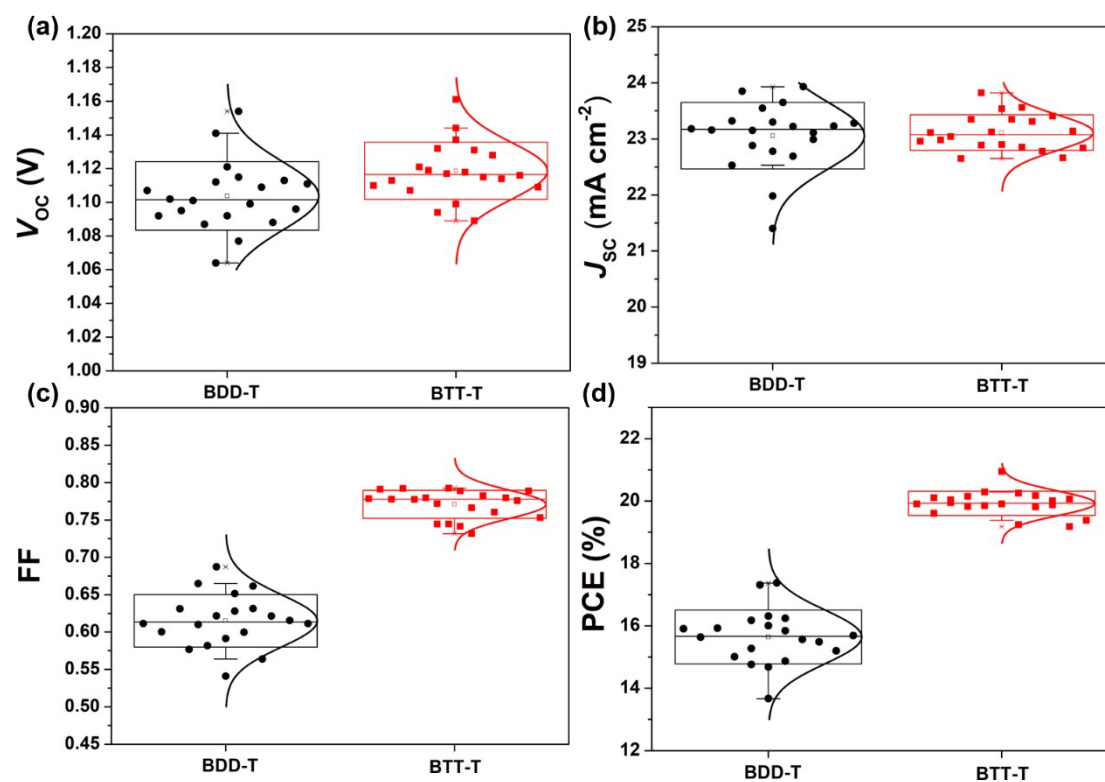 (a)
V_OC (V)
1.20
1.18
1.16
1.14
1.12
1.10
1.08
1.06
1.04
1.02
1.00
BDD-T BTT-T
(b)
J_SC (mA cm⁻²)
25
24
23
22
21
20
19
BDD-T BTT-T
(c)
FF
0.90
0.85
0.80
0.75
0.70
0.65
0.60
0.55
0.50
0.45
BDD-T BTT-T
(d)
PCE (%)
22
20
18
16
14
12
BDD-T BTT-T